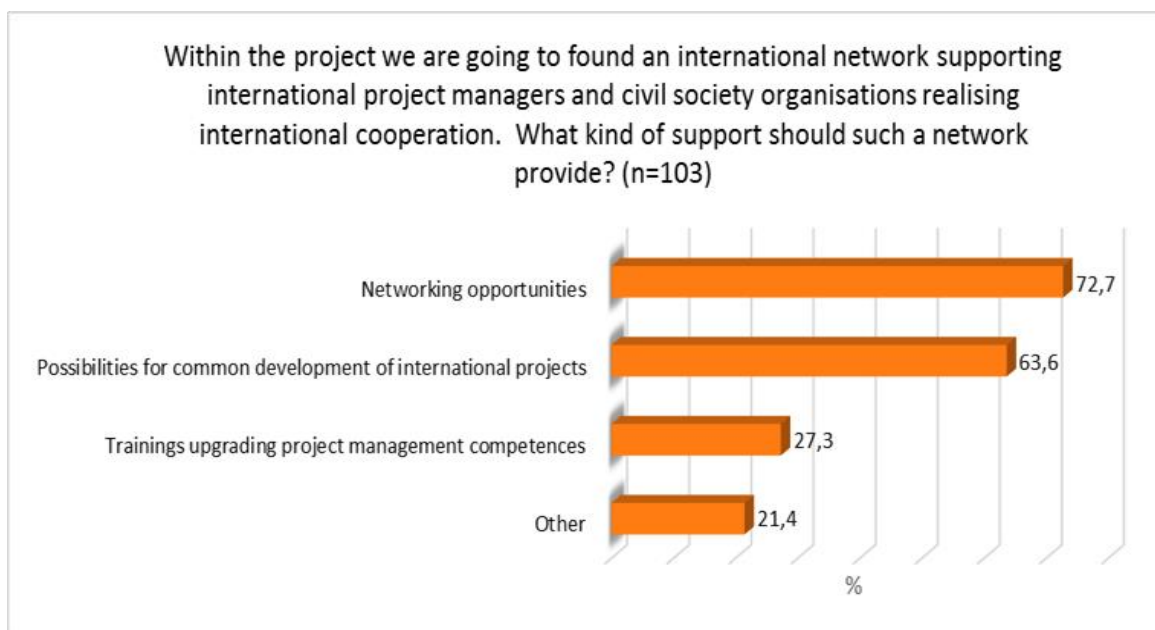 Within the project we are going to found an international network supporting
international project managers and civil society organisations realising
international cooperation.  What kind of support should such a network
provide? (n=103)
Networking opportunities
72,7
Possibilities for common development of international projects
63,6
Trainings upgrading project management competences
27,3
Other
21,4
%